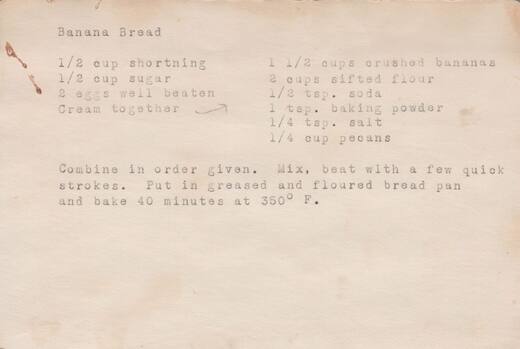 Banana Bread
1/2 cup shortning
1/2 cup sugar
2 eggs well beaten
Cream together
1 1/2 cups crushed bananas
2 cups sifted flour
1/2 tsp. soda
1 tsp. baking powder
1/4 tsp. salt
1/4 cup pecans
Combine in order given. Mix, beat with a few quick
strokes. Put in greased and floured bread pan
and bake 40 minutes at 350° F.